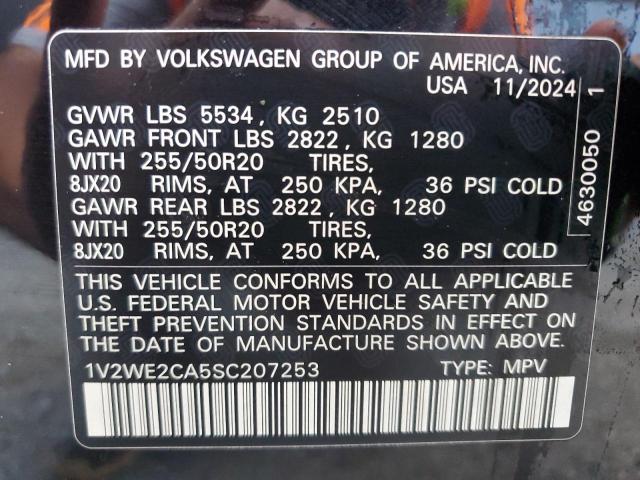 MFD BY VOLKSWAGEN GROUP OF AMERICA, INC.
USA 11/2024
GVWR LBS 5534, KG 2510
GAWR FRONT LBS 2822, KG 1280
WITH 255/50R20 TIRES,
8JX20 RIMS, AT 250 KPA, 36 PSI COLD
GAWR REAR LBS 2822, KG 1280
WITH 255/50R20 TIRES,
8JX20 RIMS, AT 250 KPA, 36 PSI COLD
THIS VEHICLE CONFORMS TO ALL APPLICABLE
U.S. FEDERAL MOTOR VEHICLE SAFETY AND
THEFT PREVENTION STANDARDS IN EFFECT ON
THE DATE OF MANUFACTURE SHOWN ABOVE.
1V2WE2CA5SC207253 TYPE: MPV
4630050 1